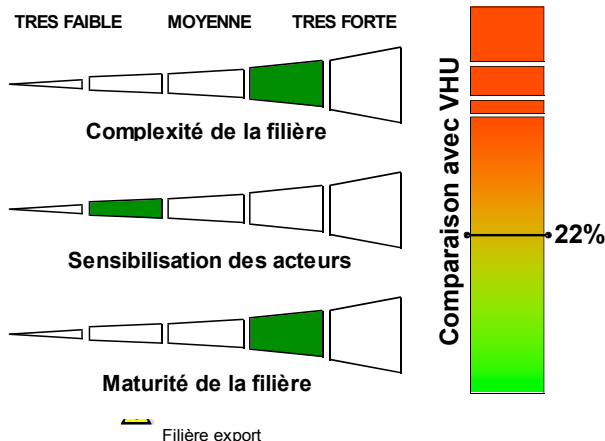 TRES FAIBLE MOYENNE TRES FORTE
Complexité de la filière
Sensibilisation des acteurs
Maturité de la filière
Filière export
Comparaison avec VHU
22%